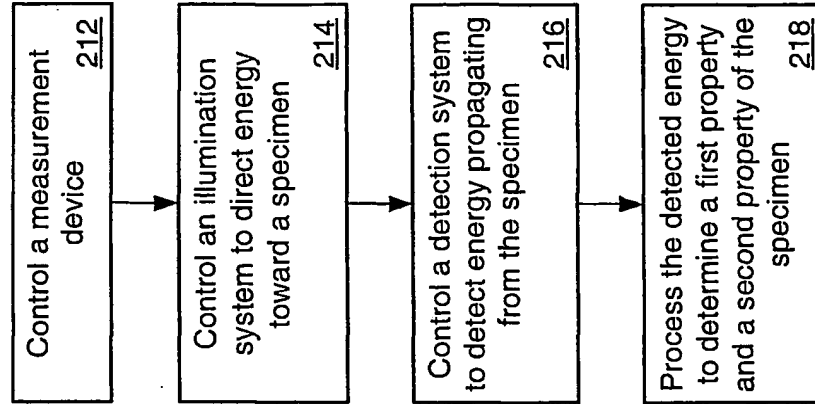 Control a measurement
device
212
Control an illumination
system to direct energy
toward a specimen
214
Control a detection system
to detect energy propagating
from the specimen
216
Process the detected energy
to determine a first property
and a second property of the
specimen
218